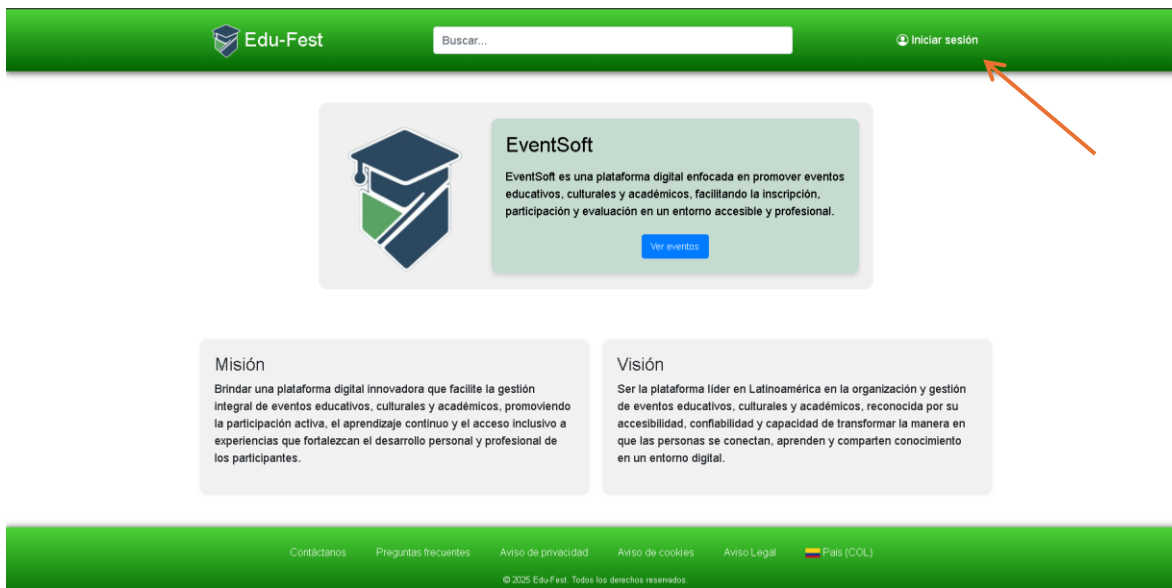 Edu-Fest
Buscar...
Iniciar sesión
EventSoft
EventSoft es una plataforma digital enfocada en promover eventos
educativos, culturales y académicos, facilitando la inscripción,
participación y evaluación en un entorno accesible y profesional.
Ver eventos
Misión
Brindar una plataforma digital innovadora que facilite la gestión
integral de eventos educativos, culturales y académicos, promoviendo
la participación activa, el aprendizaje continuo y el acceso inclusivo a
experiencias que fortalezcan el desarrollo personal y profesional de
los participantes.
Visión
Ser la plataforma líder en Latinoamérica en la organización y gestión
de eventos educativos, culturales y académicos, reconocida por su
accesibilidad, confiabilidad y capacidad de transformar la manera en
que las personas se conectan, aprenden y comparten conocimiento
en un entorno digital.
Contáctanos Preguntas frecuentes Aviso de privacidad Aviso de cookies Aviso Legal País (COL)
© 2025 Edu-Fest. Todos los derechos reservados.